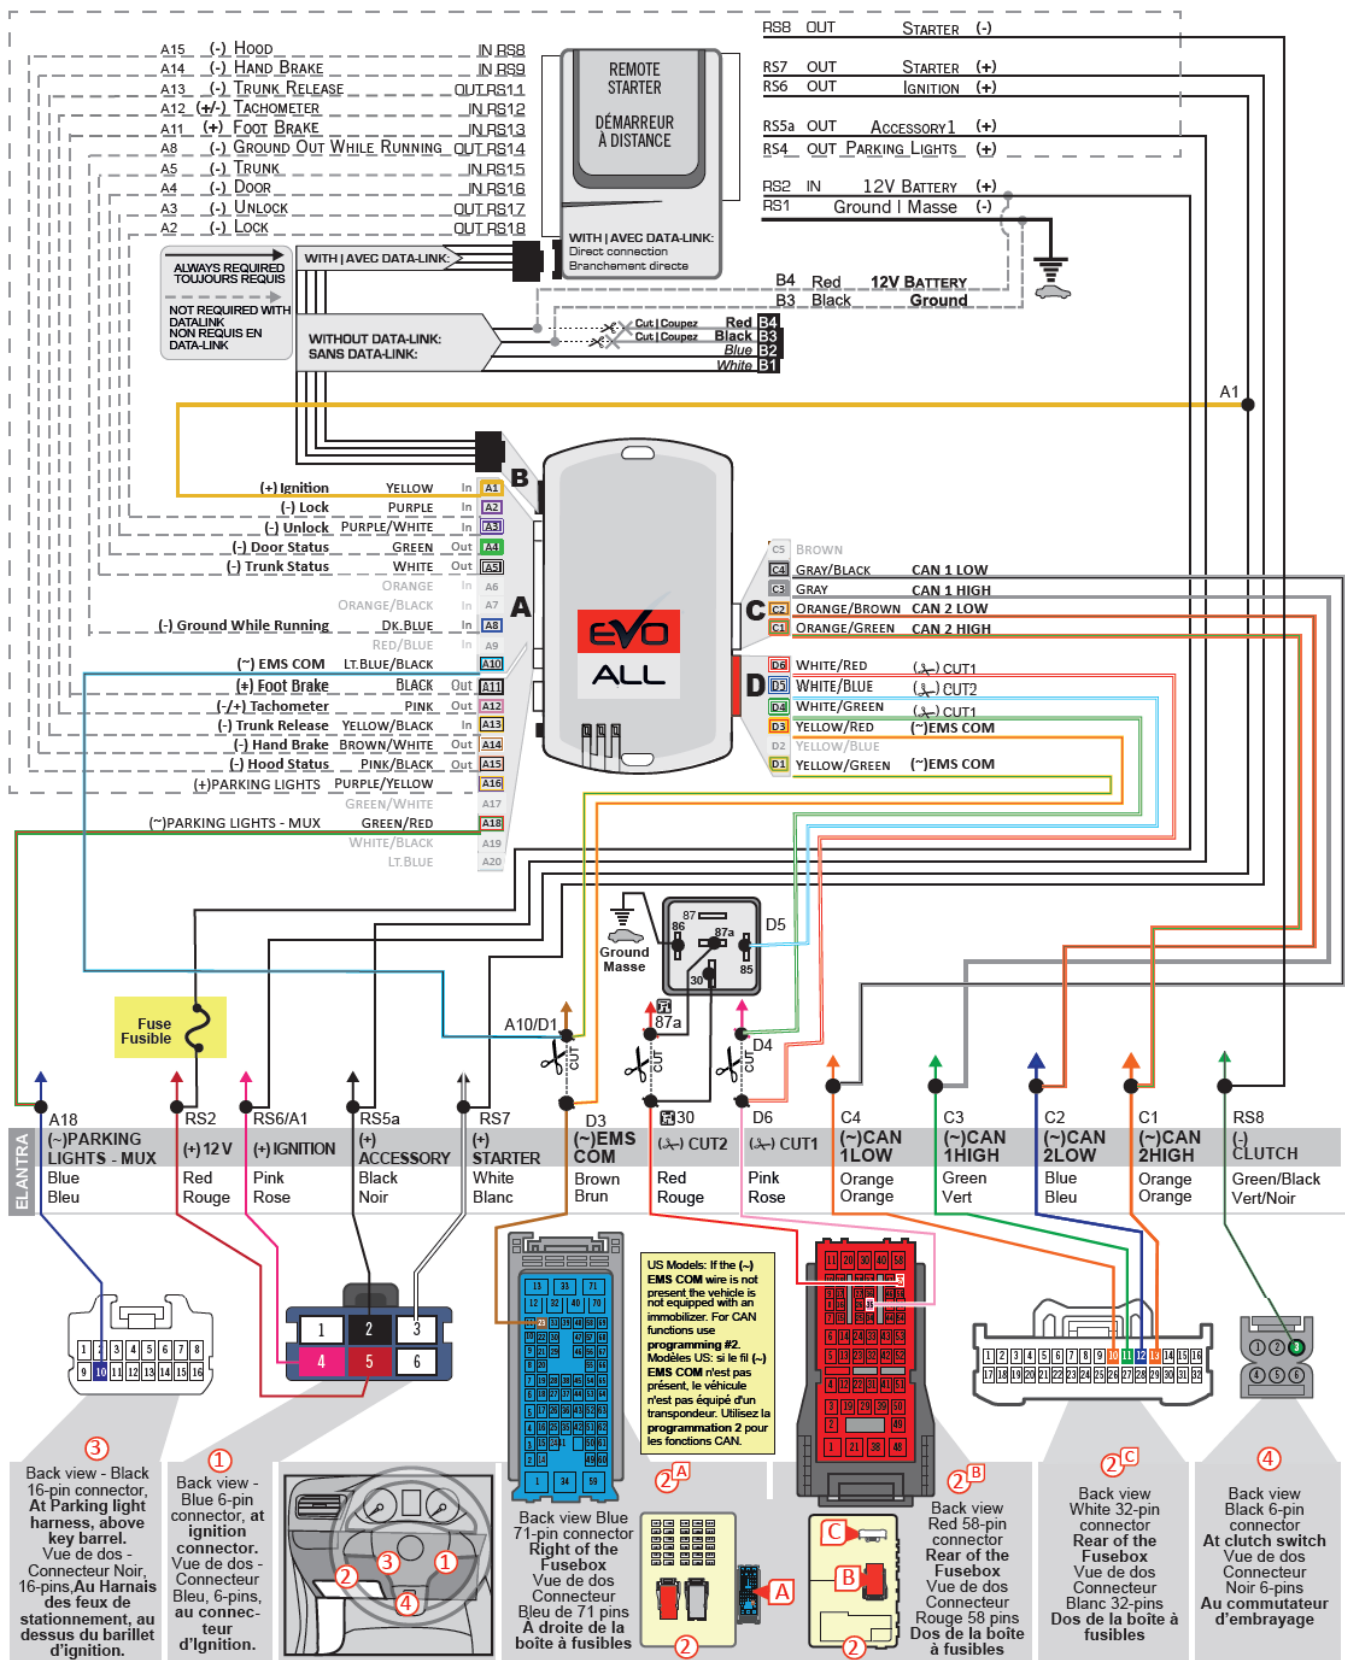 RS8 OUT STARTER (-)
A15 (-) HOOD IN RS8
A14 (-) HAND BRAKE IN RS9
A13 (-) TRUNK RELEASE OUT RS11
A12 (+/-) TACHOMETER IN RS12
A11 (+) FOOT BRAKE IN RS13
A8 (-) GROUND OUT WHILE RUNNING OUT RS14
A5 (-) TRUNK IN RS15
A4 (-) DOOR IN RS16
A3 (-) UNLOCK OUT RS17
A2 (-) LOCK OUT RS18
REMOTE
STARTER
DÉMARREUR
À DISTANCE
WITH | AVEC DATA-LINK:
Direct connection
Branchement directe
RS7 OUT STARTER (+)
RS6 OUT IGNITION (+)
RS5a OUT ACCESSORY1 (+)
RS4 OUT PARKING LIGHTS (+)
RS2 IN 12V BATTERY (+)
RS1 Ground | Masse (-)
ALWAYS REQUIRED
TOUJOURS REQUIS
NOT REQUIRED WITH
DATALINK
NON REQUIS EN
DATA-LINK
WITH | AVEC DATA-LINK:
WITHOUT DATA-LINK:
SANS DATA-LINK:
B4 Red 12V BATTERY
B3 Black Ground
Cut | Coupez Red B4
Cut | Coupez Black B3
Blue B2
White B1
A1
B
(+) Ignition YELLOW In A1
(-) Lock PURPLE In A2
(-) Unlock PURPLE/WHITE In A3
(-) Door Status GREEN Out A4
(-) Trunk Status WHITE Out A5
ORANGE In A6
ORANGE/BLACK In A7
(-) Ground While Running DK.BLUE In A8
RED/BLUE In A9
(~) EMS COM LT.BLUE/BLACK A10
(+) Foot Brake BLACK Out A11
(-/+) Tachometer PINK Out A12
(-) Trunk Release YELLOW/BLACK In A13
(-) Hand Brake BROWN/WHITE Out A14
(-) Hood Status PINK/BLACK Out A15
(+)PARKING LIGHTS PURPLE/YELLOW A16
GREEN/WHITE A17
(~)PARKING LIGHTS - MUX GREEN/RED A18
WHITE/BLACK A19
LT.BLUE A20
A
EVO
ALL
C
C5 BROWN
C4 GRAY/BLACK CAN 1 LOW
C3 GRAY CAN 1 HIGH
C2 ORANGE/BROWN CAN 2 LOW
C1 ORANGE/GREEN CAN 2 HIGH
D
D6 WHITE/RED CUT1
D5 WHITE/BLUE CUT2
D4 WHITE/GREEN CUT1
D3 YELLOW/RED (~)EMS COM
D2 YELLOW/BLUE
D1 YELLOW/GREEN (~)EMS COM
87
87a
86
85
30
D5
Ground
Masse
Fuse
Fusible
A10/D1
CUT
87a
CUT
D4
CUT
ELANTRA
A18
(~)PARKING
LIGHTS - MUX
Blue
Bleu
RS2
(+) 12 V
Red
Rouge
RS6/A1
(+) IGNITION
Pink
Rose
RS5a
(+)
ACCESSORY
Black
Noir
RS7
(+)
STARTER
White
Blanc
D3
(~)EMS
COM
Brown
Brun
30
CUT2
Red
Rouge
D6
CUT1
Pink
Rose
C4
(~)CAN
1LOW
Orange
Orange
C3
(~)CAN
1HIGH
Green
Vert
C2
(~)CAN
2LOW
Blue
Bleu
C1
(~)CAN
2HIGH
Orange
Orange
RS8
(-)
CLUTCH
Green/Black
Vert/Noir
US Models: If the (~)
EMS COM wire is not
present the vehicle is
not equipped with an
immobilizer. For CAN
functions use
programming #2.
Modèles US: si le fil (~)
EMS COM n'est pas
présent, le véhicule
n'est pas équipé d'un
transpondeur. Utilisez la
programmation 2 pour
les fonctions CAN.
1 2 3
4 5 6
3
Back view - Black
16-pin connector,
At Parking light
harness, above
key barrel.
Vue de dos -
Connecteur Noir,
16-pins,Au Harnais
des feux de
stationnement, au
dessus du barillet
d'ignition.
1
Back view -
Blue 6-pin
connector, at
ignition
connector.
Vue de dos -
Connecteur
Bleu, 6-pins,
au connec-
teur
d'Ignition.
1
2
3
4
2 A
Back view Blue
71-pin connector
Right of the
Fusebox
Vue de dos
Connecteur
Bleu de 71 pins
À droite de la
boîte à fusibles
A
2
C
B
2
2 B
Back view
Red 58-pin
connector
Rear of the
Fusebox
Vue de dos
Connecteur
Rouge 58 pins
Dos de la boîte
à fusibles
2 C
Back view
White 32-pin
connector
Rear of the
Fusebox
Vue de dos
Connecteur
Blanc 32-pins
Dos de la boîte à
fusibles
1 2 3
4 5 6
4
Back view
Black 6-pin
connector
At clutch switch
Vue de dos
Connecteur
Noir 6-pins
Au commutateur
d'embrayage